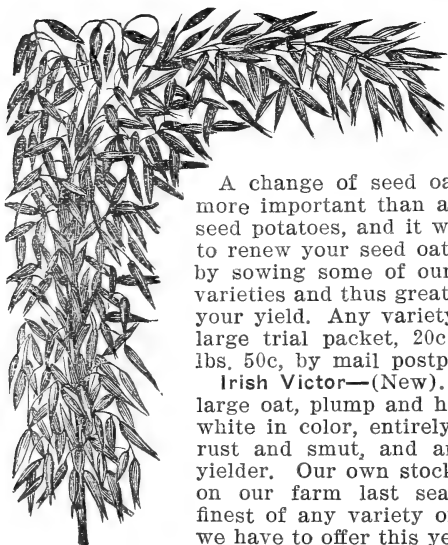 A change of seed oa
more important than a
seed potatoes, and it w
to renew your seed oat
by sowing some of our
varieties and thus great
your yield. Any variety
large trial packet, 20c
lbs. 50c, by mail postp
Irish Victor—(New).
large oat, plump and h
white in color, entirely
rust and smut, and an
yielder. Our own stock
on our farm last sea
finest of any variety o
we have to offer this ye